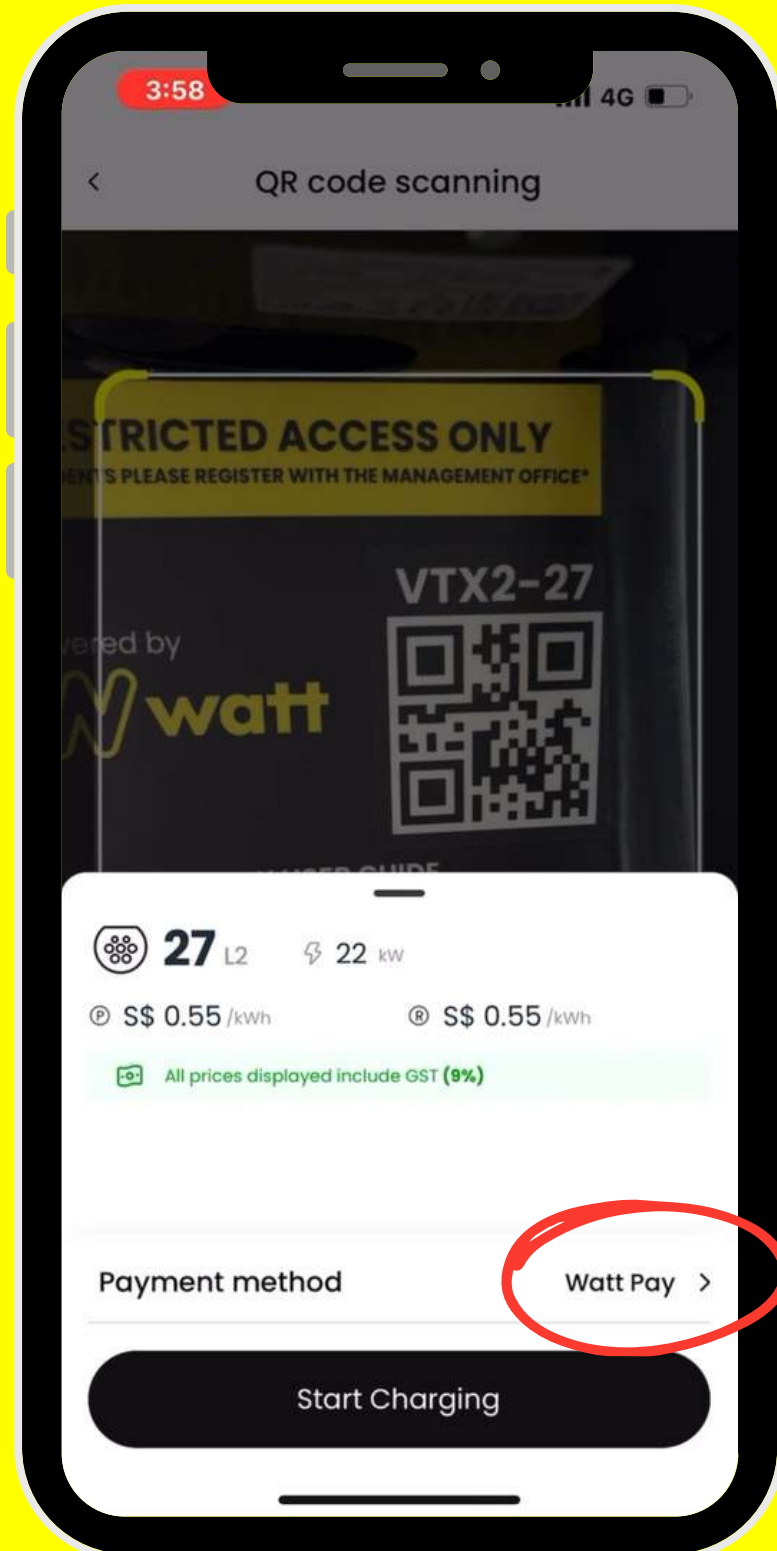 3:58
4G
QR code scanning
STRICTED ACCESS ONLY
DENTS PLEASE REGISTER WITH THE MANAGEMENT OFFICE*
VTX2-27
ered by
watt
27 L2 22 kW
P S$ 0.55 /kWh R S$ 0.55 /kWh
All prices displayed include GST (9%)
Payment method Watt Pay >
Start Charging